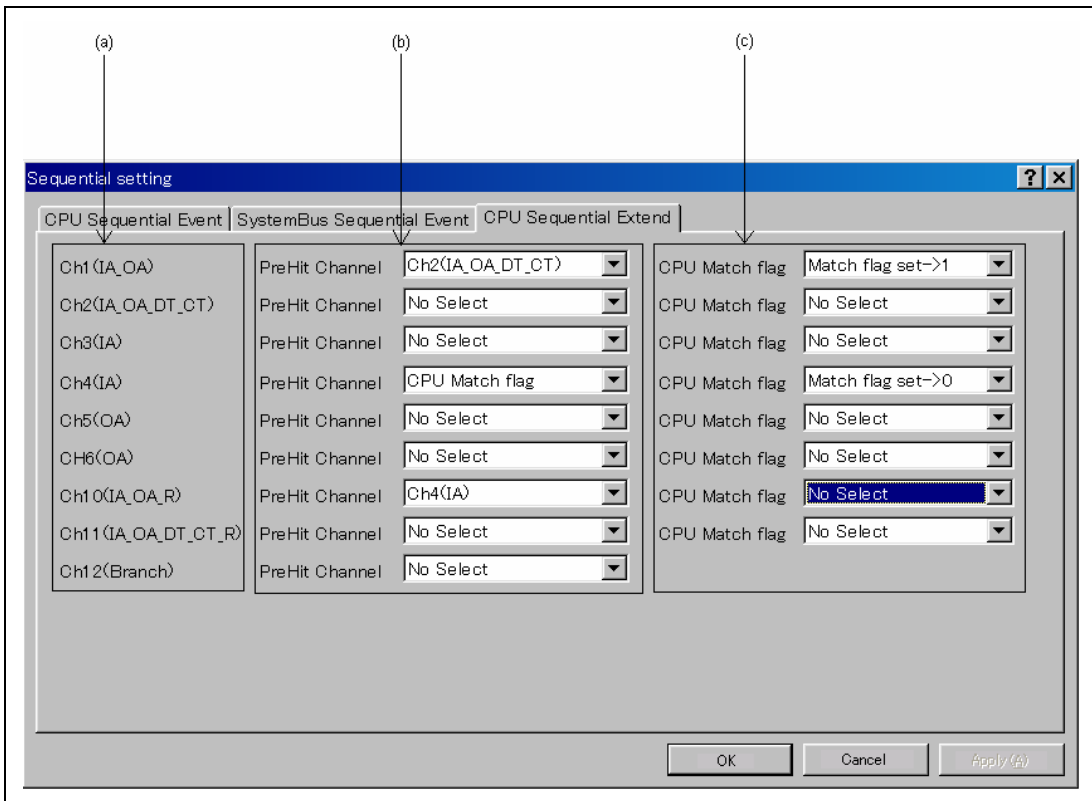 (a) (b) (c)
Sequential setting
CPU Sequential Event SystemBus Sequential Event CPU Sequential Extend
Ch1(IA_OA) PreHit Channel Ch2(IA_OA_DT_CT) CPU Match flag Match flag set->1
Ch2(IA_OA_DT_CT) PreHit Channel No Select CPU Match flag No Select
Ch3(IA) PreHit Channel No Select CPU Match flag No Select
Ch4(IA) PreHit Channel CPU Match flag CPU Match flag Match flag set->0
Ch5(OA) PreHit Channel No Select CPU Match flag No Select
CH6(OA) PreHit Channel No Select CPU Match flag No Select
Ch10(IA_OA_R) PreHit Channel Ch4(IA) CPU Match flag No Select
Ch11(IA_OA_DT_CT_R) PreHit Channel No Select CPU Match flag No Select
Ch12(Branch) PreHit Channel No Select
OK Cancel Apply(A)